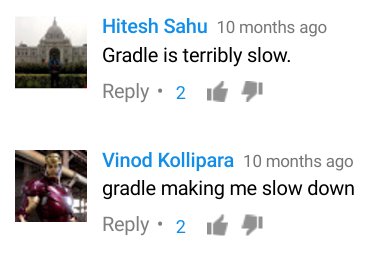 Hitesh Sahu 10 months ago
Gradle is terribly slow.
Reply • 2
Vinod Kollipara 10 months ago
gradle making me slow down
Reply • 2